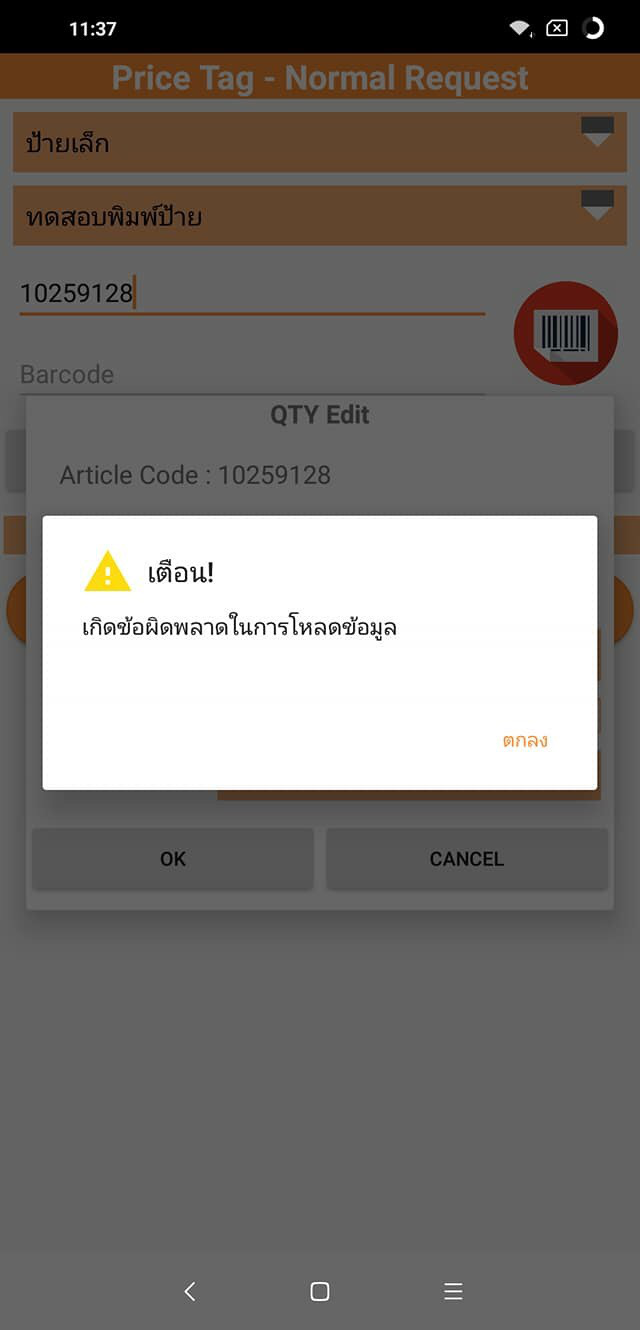 11:37
Price Tag - Normal Request
ป้ายเล็ก
ทดสอบพิมพ์ป้าย
10259128
Barcode
QTY Edit
Article Code : 10259128
เตือน!
เกิดข้อผิดพลาดในการโหลดข้อมูล
ตกลง
OK
CANCEL